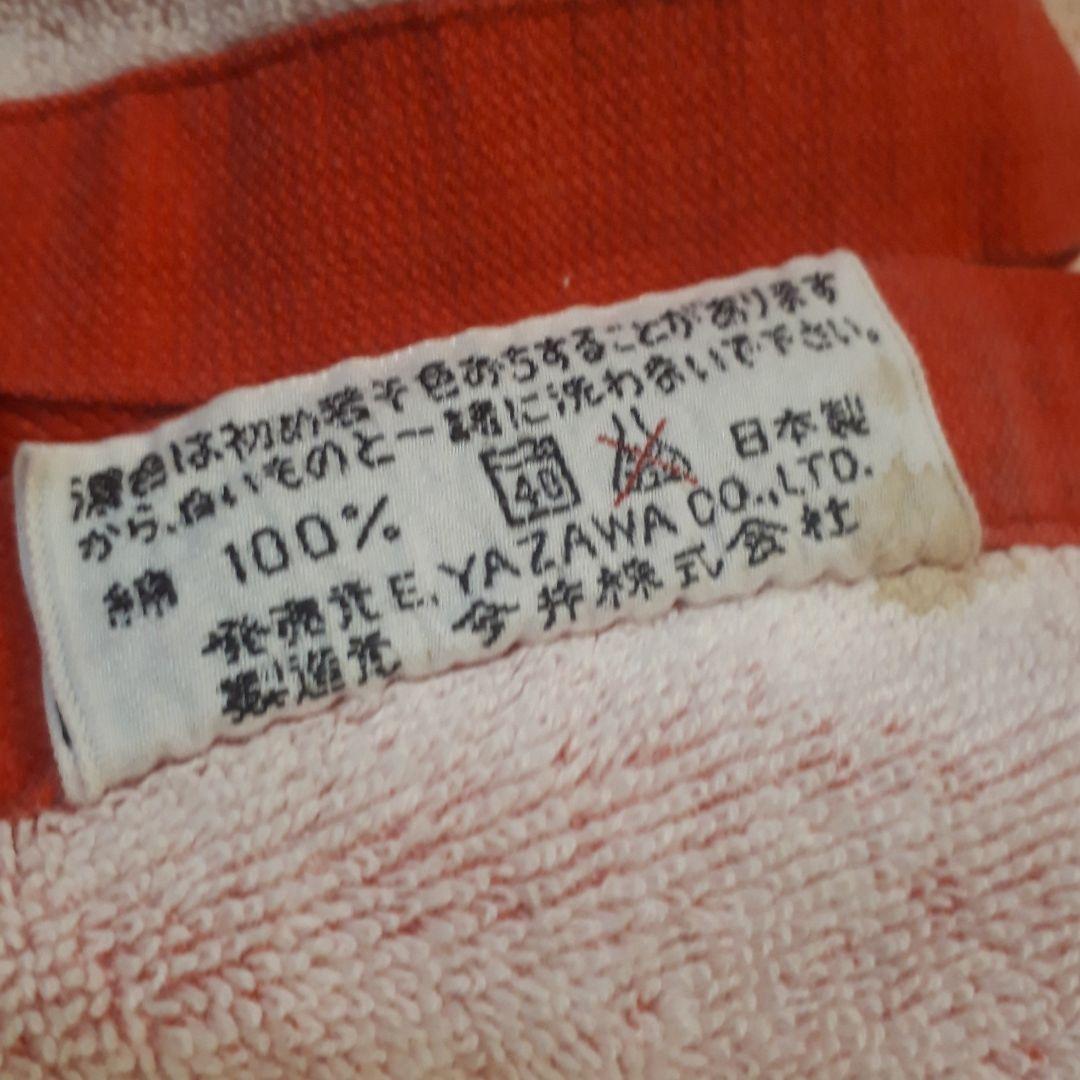 濃色は初め若干色おちすることがあります
から、白いものと一緒に洗わないで下さい。
綿 100% 40 日本製
発売元 E. YAZAWA CO., LTD.
製造元 今井株式会社